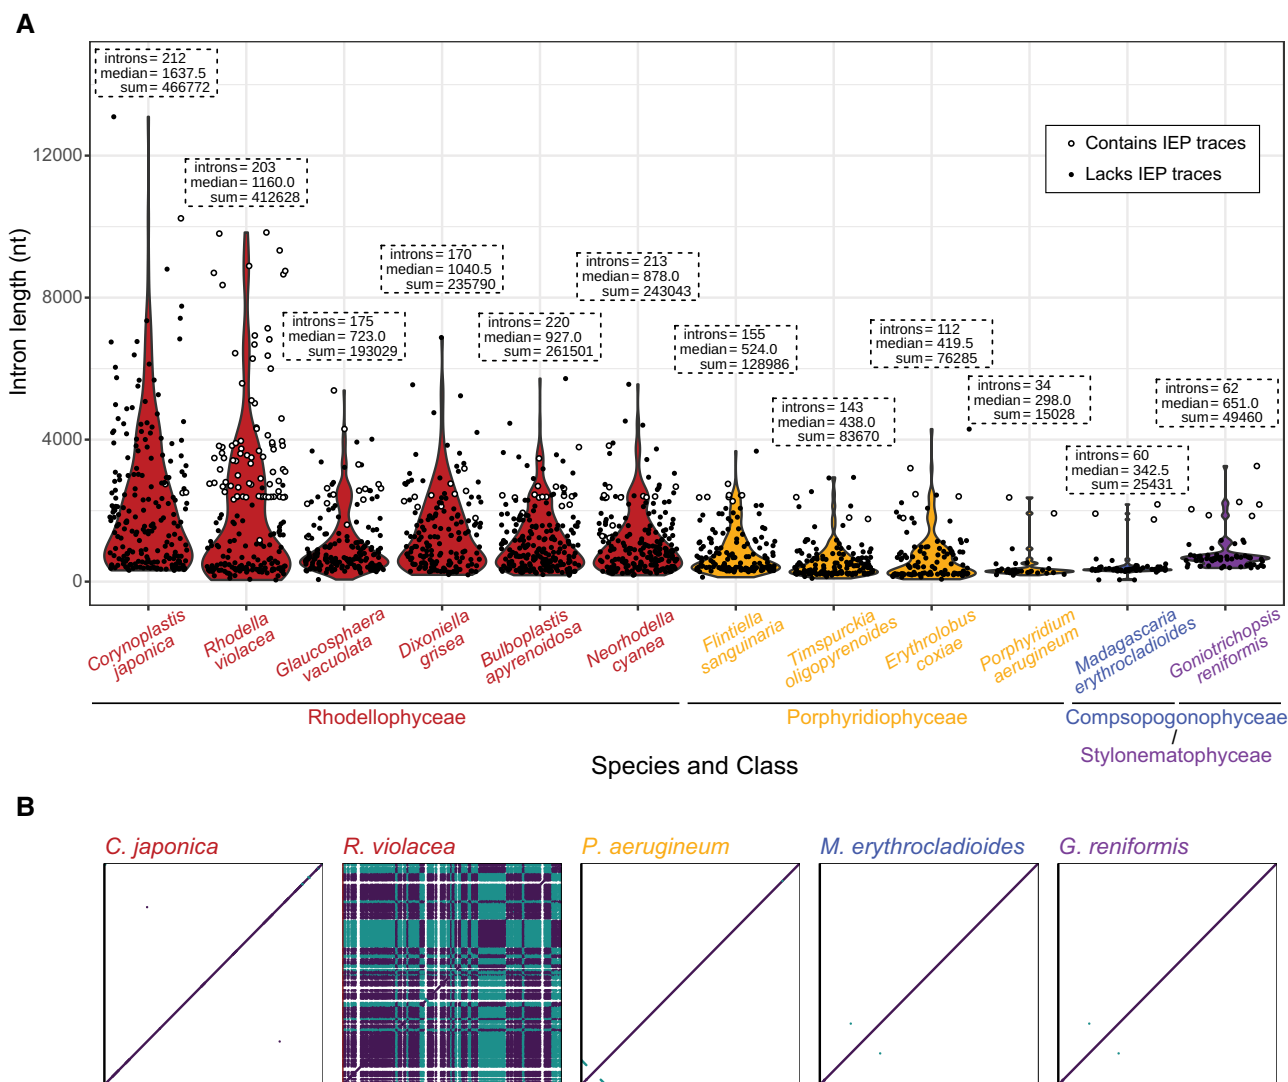 A
introns = 212
median = 1637.5
sum = 466772
introns = 203
median = 1160.0
sum = 412628
introns = 175
median = 723.0
sum = 193029
introns = 170
median = 1040.5
sum = 235790
introns = 220
median = 927.0
sum = 261501
introns = 213
median = 878.0
sum = 243043
introns = 155
median = 524.0
sum = 128986
introns = 143
median = 438.0
sum = 83670
introns = 112
median = 419.5
sum = 76285
introns = 34
median = 298.0
sum = 15028
introns = 60
median = 342.5
sum = 25431
introns = 62
median = 651.0
sum = 49460
Contains IEP traces
Lacks IEP traces
Intron length (nt)
12000
8000
4000
0
Corynoplastis
japonica
Rhodella
violacea
Glaucosphaera
vacuolata
Dixoniella
grisea
Bulboplastis
apyrenoidosa
Neorhodella
cyanea
Flintiella
sanguinaria
Timspurckia
oligopyrenoides
Erythrolobus
coxiae
Porphyridium
aerugineum
Madagascaria
erythrocladioides
Goniotrichopsis
reniformis
Rhodellophyceae
Porphyridiophyceae
Compsopogonophyceae
Stylonematophyceae
Species and Class
B
C. japonica
R. violacea
P. aerugineum
M. erythrocladioides
G. reniformis